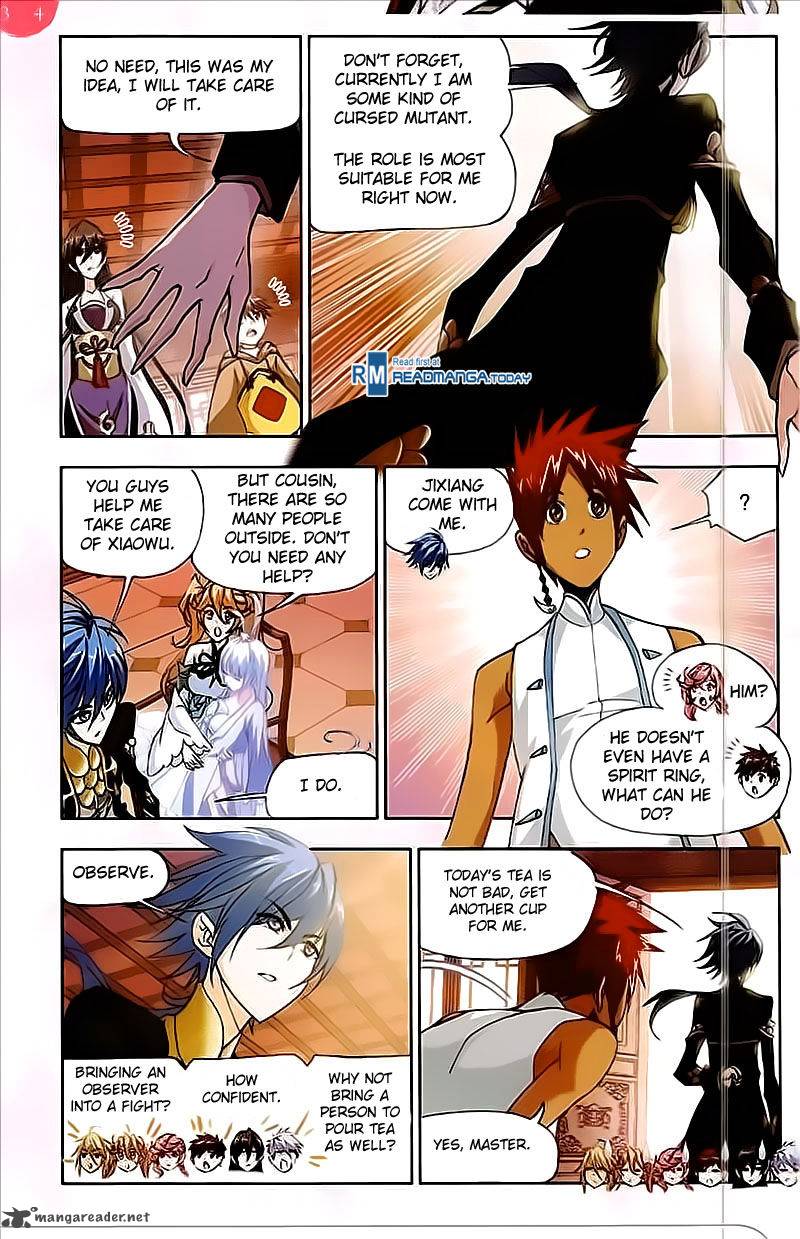 3 4
NO NEED, THIS WAS MY
IDEA, I WILL TAKE CARE
OF IT.
DON'T FORGET,
CURRENTLY I AM
SOME KIND OF
CURSED MUTANT.
THE ROLE IS MOST
SUITABLE FOR ME
RIGHT NOW.
RM
Read first at
READMANGA.TODAY
YOU GUYS
HELP ME
TAKE CARE
OF XIAOWU.
BUT COUSIN,
THERE ARE SO
MANY PEOPLE
OUTSIDE. DON'T
YOU NEED ANY
HELP?
I DO.
JIXIANG
COME WITH
ME.
?
HIM?
HE DOESN'T
EVEN HAVE A
SPIRIT RING,
WHAT CAN HE
DO?
OBSERVE.
BRINGING AN
OBSERVER
INTO A FIGHT?
HOW
CONFIDENT.
WHY NOT
BRING A
PERSON TO
POUR TEA
AS WELL?
TODAY'S TEA IS
NOT BAD, GET
ANOTHER CUP
FOR ME.
YES, MASTER.
mangareader.net